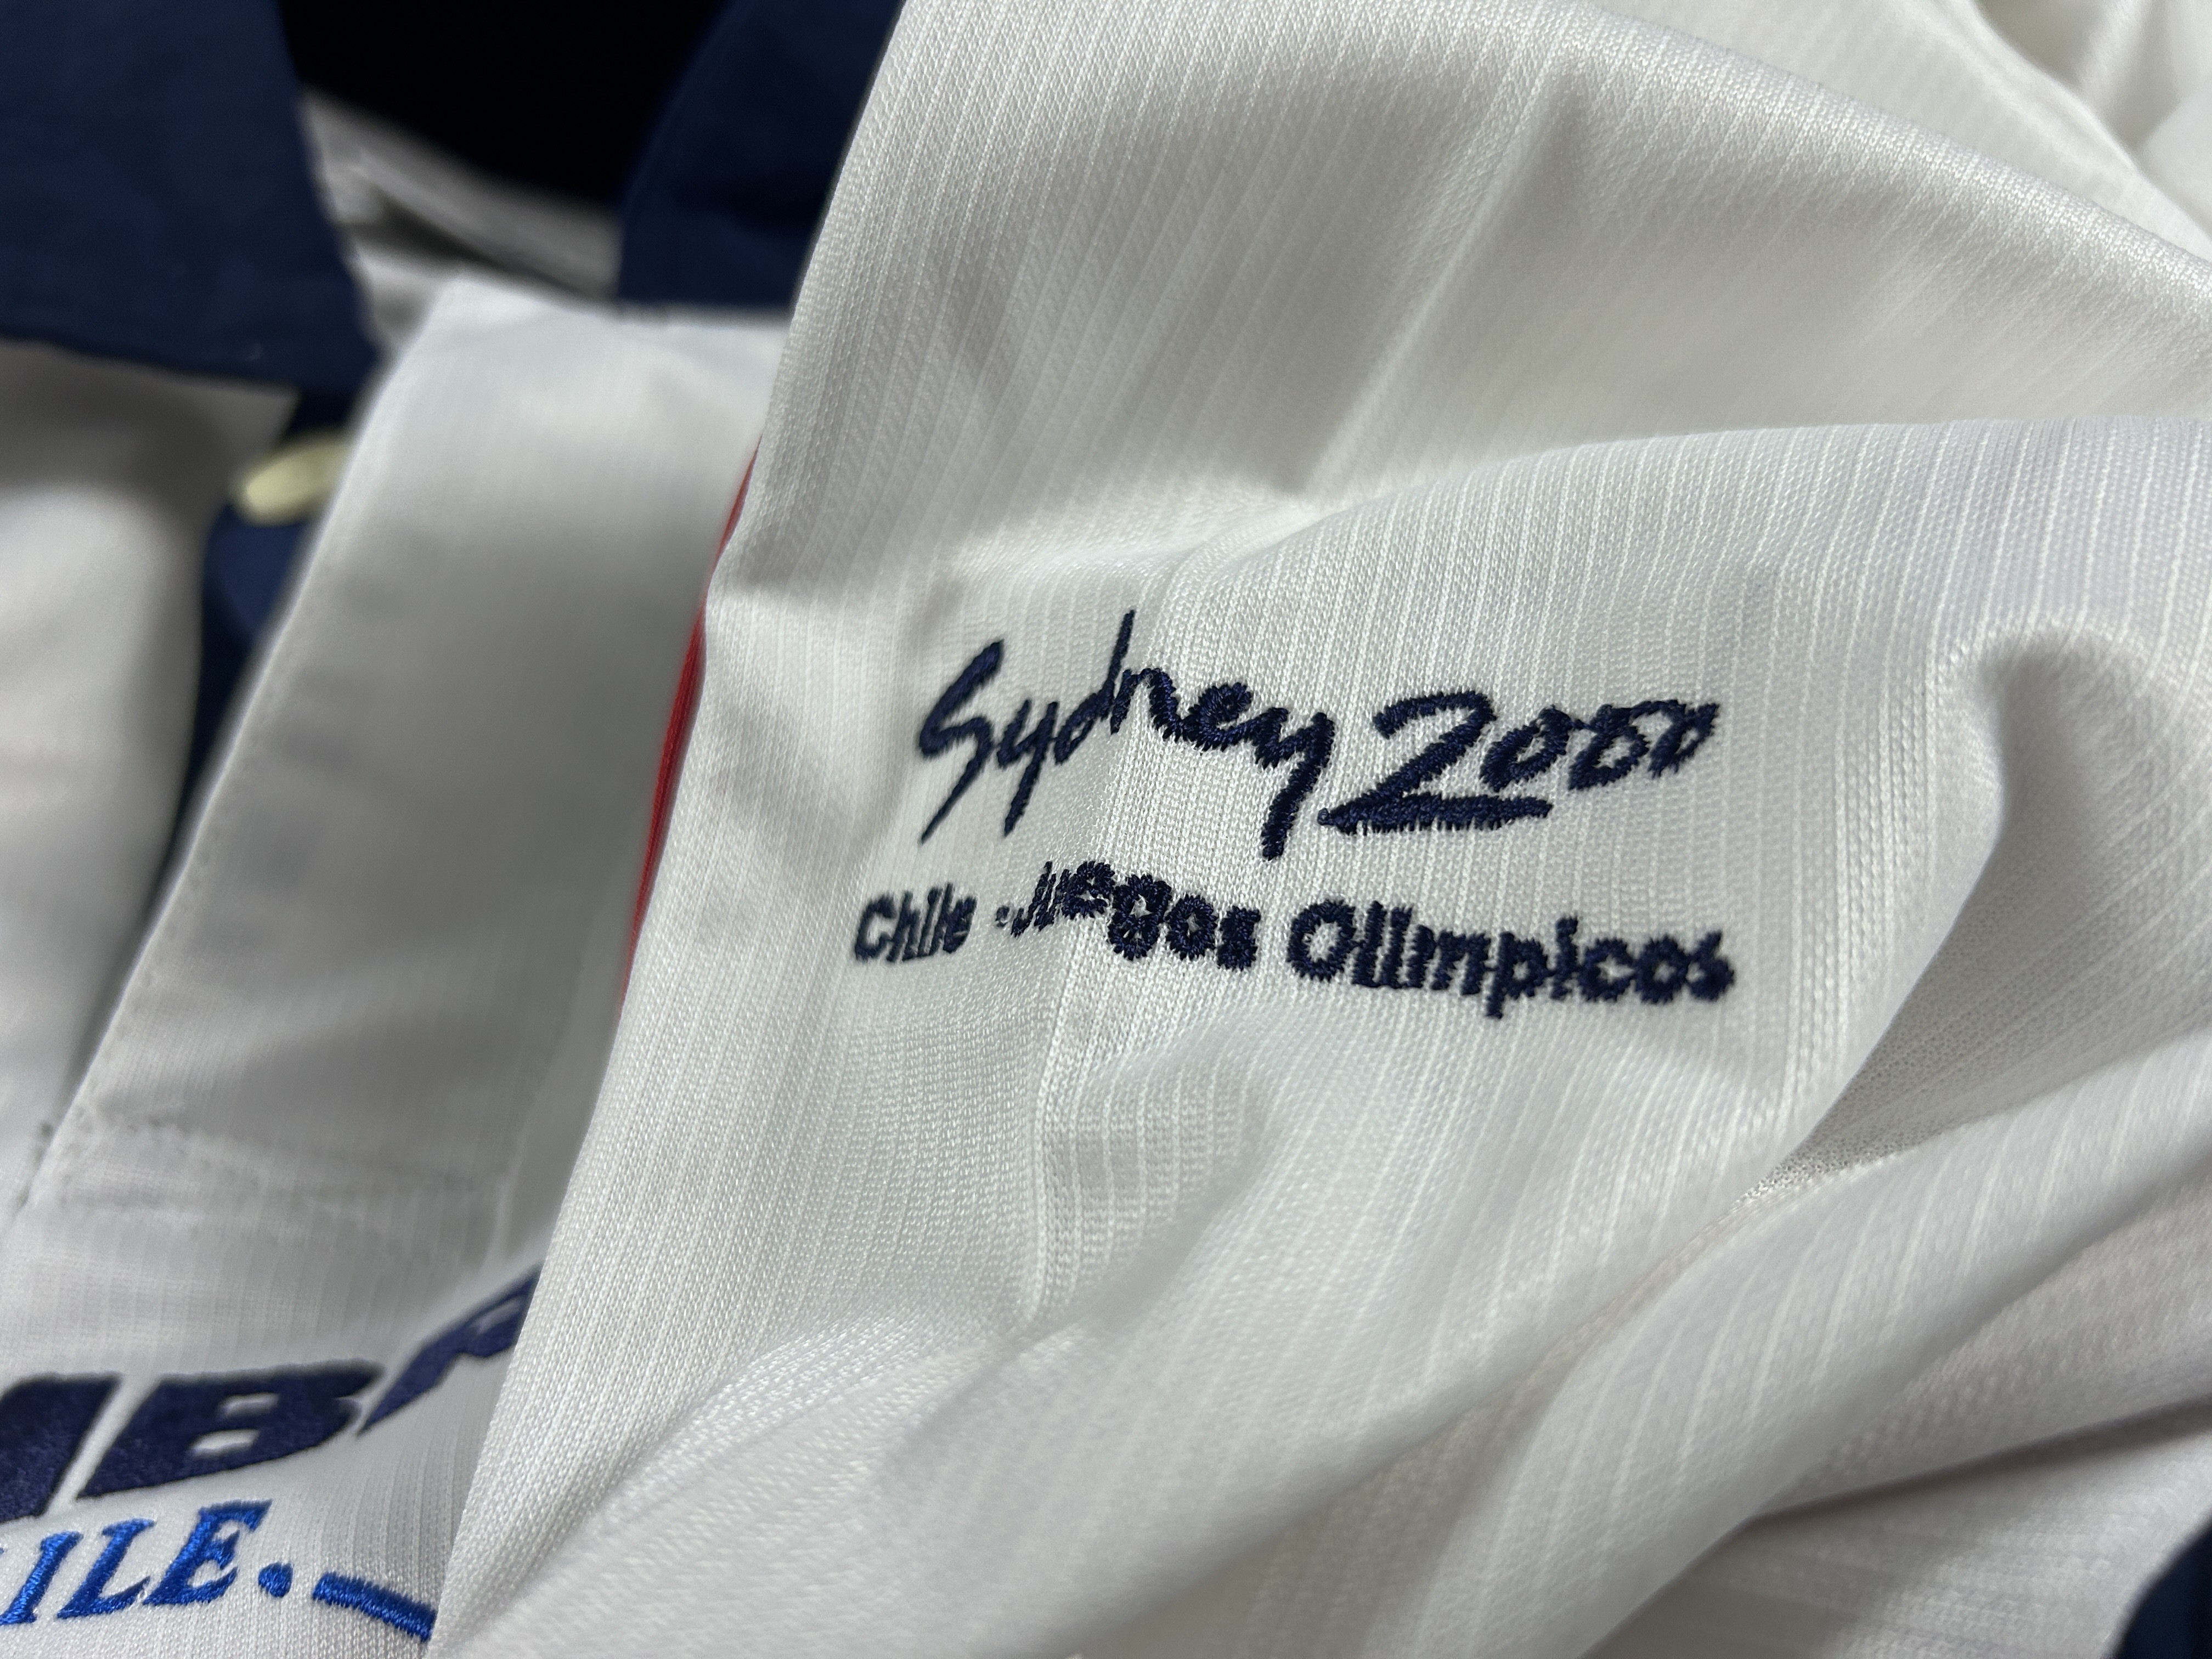 Sydney 2000
Chile - Juegos Olimpicos